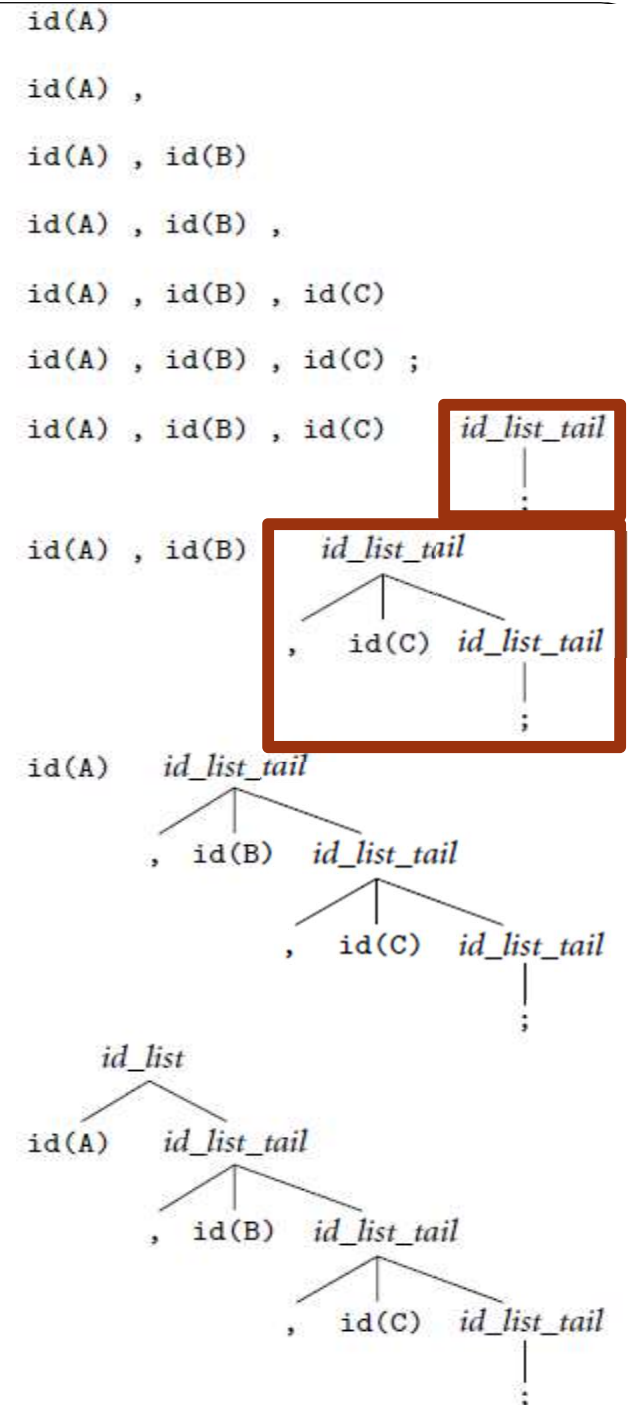 id(A)
id(A) ,
id(A) , id(B)
id(A) , id(B) ,
id(A) , id(B) , id(C)
id(A) , id(B) , id(C) ;
id(A) , id(B) , id(C) id_list_tail
;
id(A) , id(B) id_list_tail
, id(C) id_list_tail
;
id(A) id_list_tail
, id(B) id_list_tail
, id(C) id_list_tail
;
id_list
id(A) id_list_tail
, id(B) id_list_tail
, id(C) id_list_tail
;